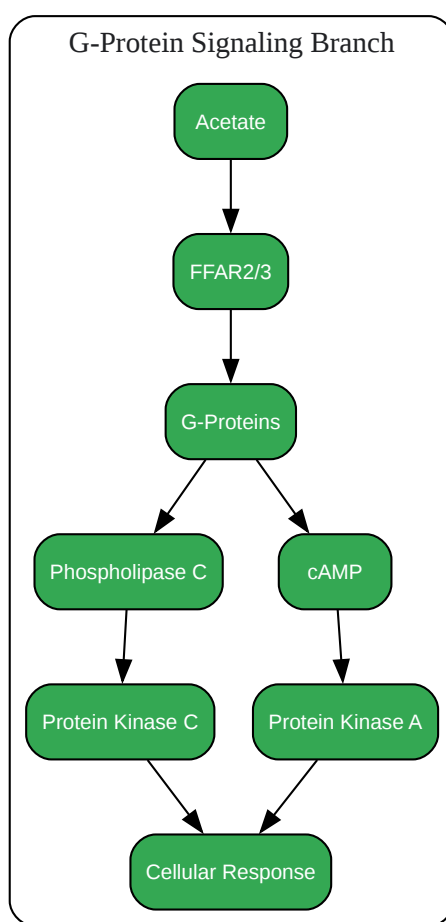 G-Protein Signaling Branch
Acetate
FFAR2/3
G-Proteins
Phospholipase C
cAMP
Protein Kinase C
Protein Kinase A
Cellular Response